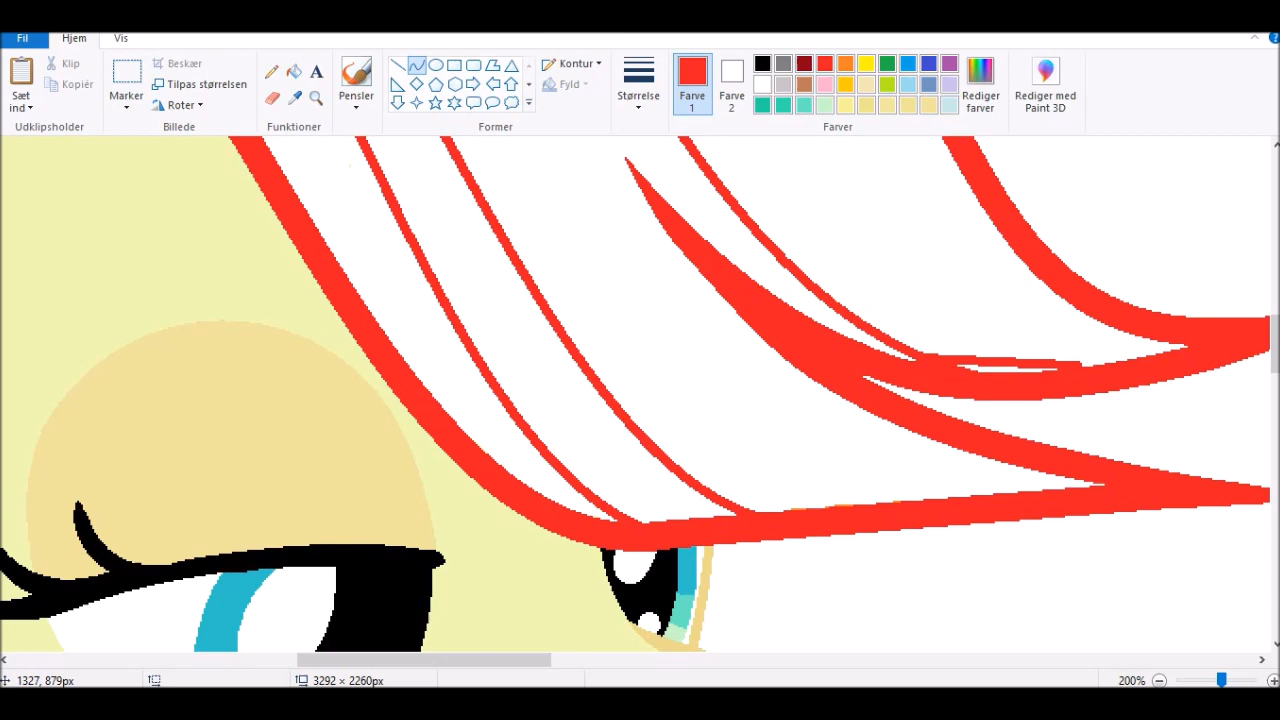 Fil Hjem Vis
Sæt ind
Klip
Kopiér
Udklipsholder
Marker
Beskær
Tilpas størrelsen
Roter
Billede
A
Funktioner
Pensler
Kontur
Fyld
Former
Størrelse
Farve 1
Farve 2
Rediger farver
Farver
Rediger med Paint 3D
1327, 879px
3292 × 2260px
200%